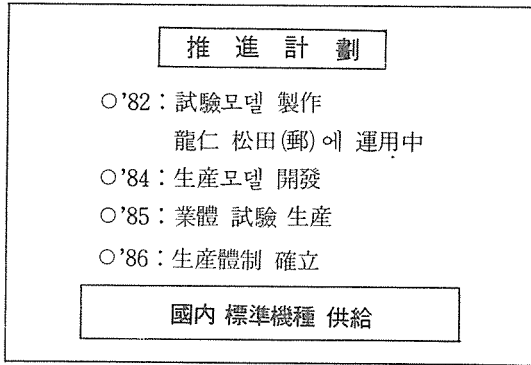 推 進 計 劃
○'82 : 試驗모델 製作
龍仁 松田(郵)에 運用中
○'84 : 生産모델 開發
○'85 : 業體 試驗 生産
○'86 : 生産體制 確立
國內 標準機種 供給